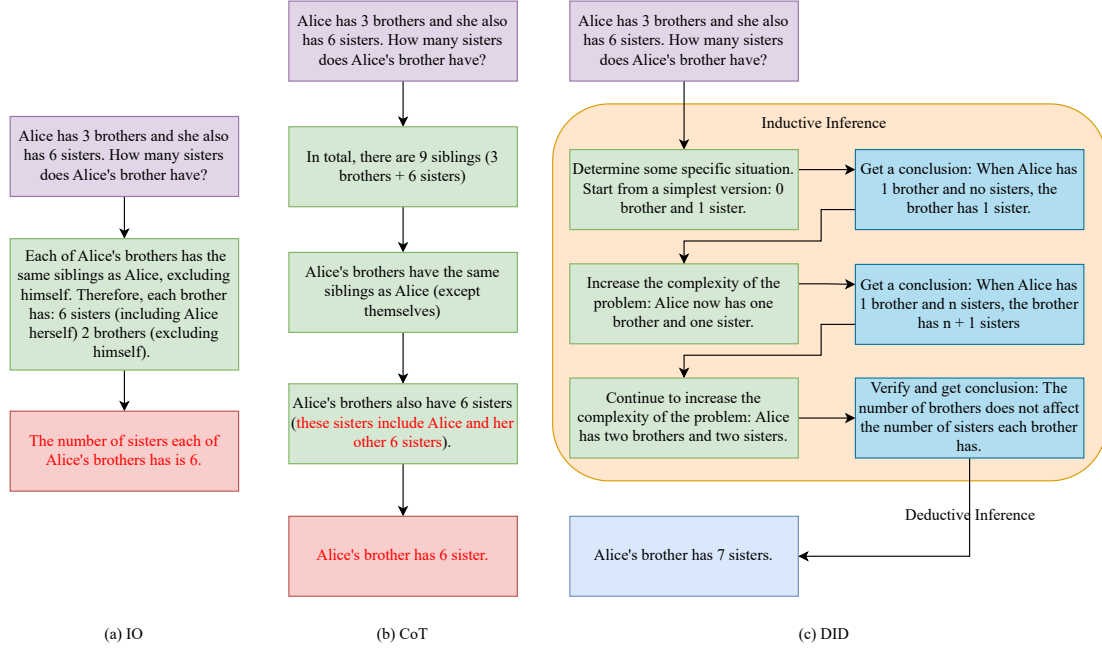 Alice has 3 brothers and she also
has 6 sisters. How many sisters
does Alice's brother have?
Each of Alice's brothers has the
same siblings as Alice, excluding
himself. Therefore, each brother
has: 6 sisters (including Alice
herself) 2 brothers (excluding
himself).
The number of sisters each of
Alice's brothers has is 6.
(a) IO
Alice has 3 brothers and she also
has 6 sisters. How many sisters
does Alice's brother have?
In total, there are 9 siblings (3
brothers + 6 sisters)
Alice's brothers have the same
siblings as Alice (except
themselves)
Alice's brothers also have 6 sisters
(these sisters include Alice and her
other 6 sisters).
Alice's brother has 6 sister.
(b) CoT
Alice has 3 brothers and she also
has 6 sisters. How many sisters
does Alice's brother have?
Inductive Inference
Determine some specific situation.
Start from a simplest version: 0
brother and 1 sister.
Get a conclusion: When Alice has
1 brother and no sisters, the
brother has 1 sister.
Increase the complexity of the
problem: Alice now has one
brother and one sister.
Get a conclusion: When Alice has
1 brother and n sisters, the brother
has n + 1 sisters
Continue to increase the
complexity of the problem: Alice
has two brothers and two sisters.
Verify and get conclusion: The
number of brothers does not affect
the number of sisters each brother
has.
Deductive Inference
Alice's brother has 7 sisters.
(c) DID